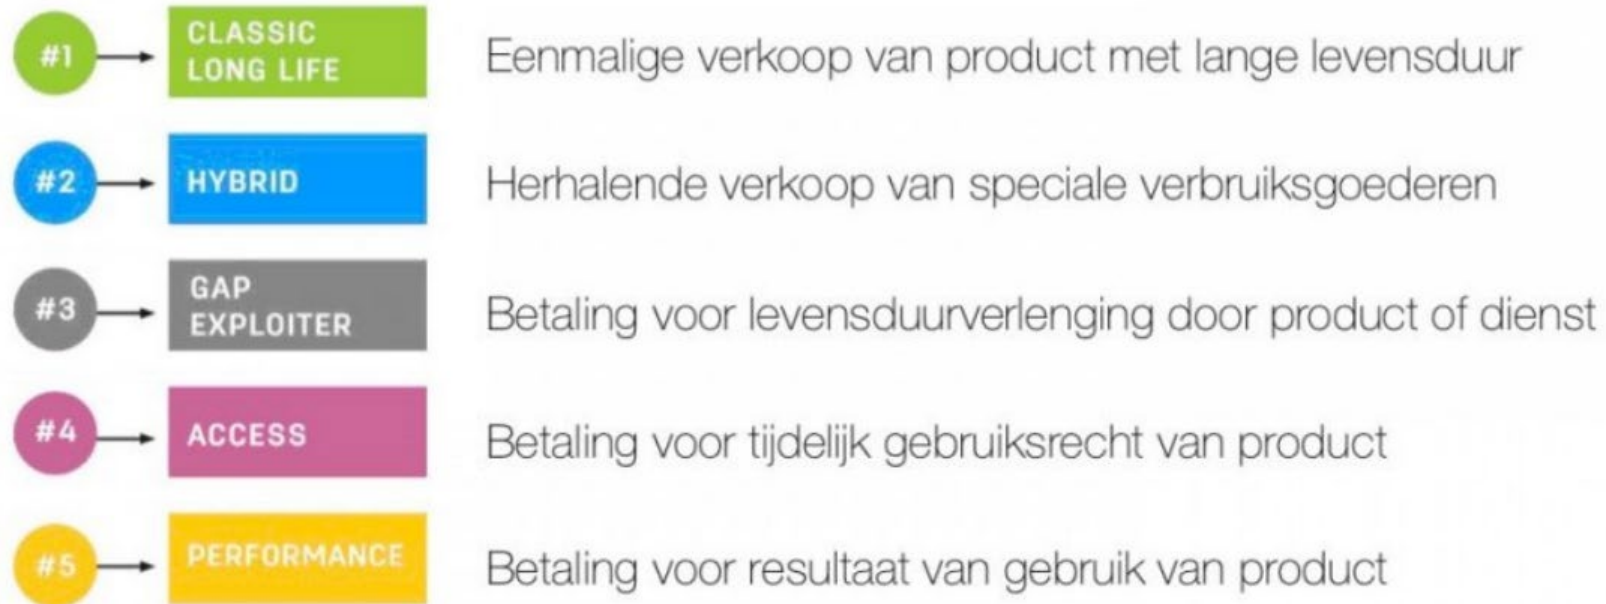 #1
CLASSIC
LONG LIFE
Eenmalige verkoop van product met lange levensduur
#2
HYBRID
Herhalende verkoop van speciale verbruiksgoederen
#3
GAP
EXPLOITER
Betaling voor levensduurverlenging door product of dienst
#4
ACCESS
Betaling voor tijdelijk gebruiksrecht van product
#5
PERFORMANCE
Betaling voor resultaat van gebruik van product